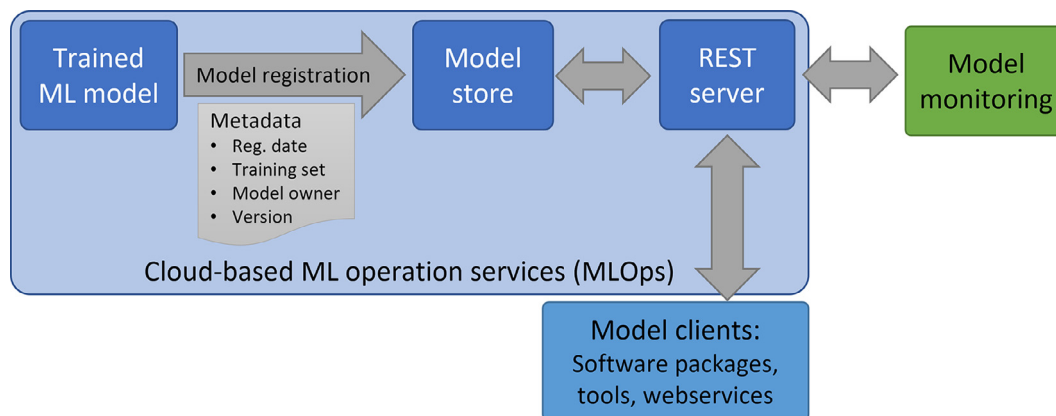 Trained
ML model
Model registration
Metadata
• Reg. date
• Training set
• Model owner
• Version
Model
store
REST
server
Model
monitoring
Cloud-based ML operation services (MLOps)
Model clients:
Software packages,
tools, webservices